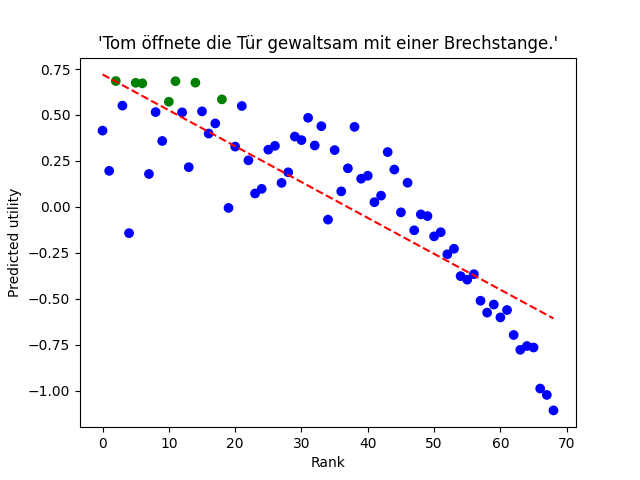 'Tom öffnete die Tür gewaltsam mit einer Brechstange.'
0.75
0.50
0.25
0.00
−0.25
−0.50
−0.75
−1.00
Predicted utility
0 10 20 30 40 50 60 70
Rank